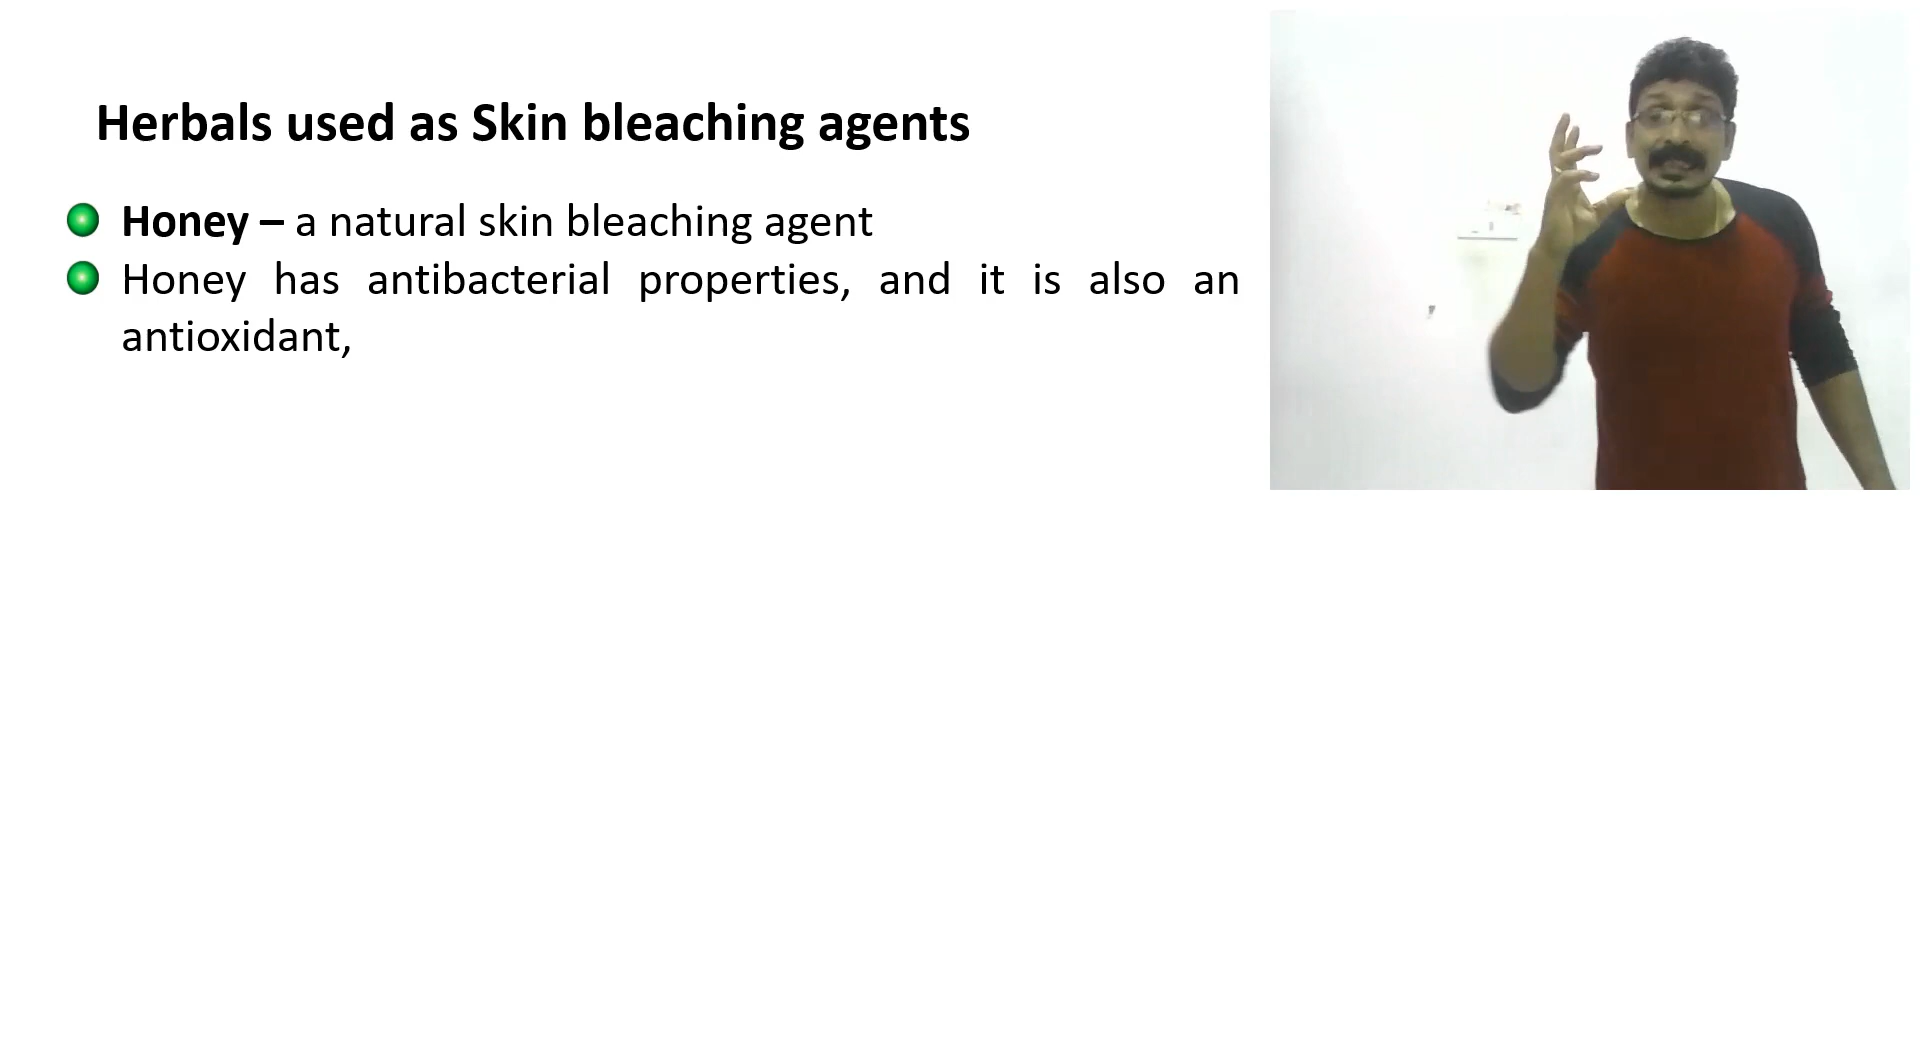 Herbals used as Skin bleaching agents
Honey – a natural skin bleaching agent
Honey has antibacterial properties, and it is also an
antioxidant,